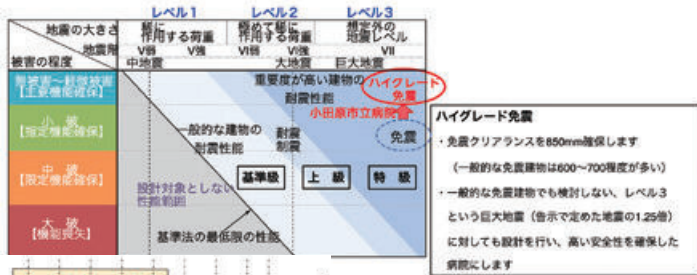 レベル1 レベル2 レベル3
地震の大きさ
稀に作用する荷重
極めて稀に作用する荷重
想定外の地震レベル
地震階
V弱 V強 VI弱 VI強 VII
被害の程度
中地震 大地震 巨大地震
無被害~軽微被害
【主要機能確保】
小 破
【指定機能確保】
中 破
【限定機能確保】
大 破
【機能喪失】
重要度が高い建物の
耐震性能
ハイグレード
免震
小田原市立病院
一般的な建物の
耐震性能
耐震
制震
免震
基準級 上 級 特 級
設計対象としない
性能範囲
基準法の最低限の性能
ハイグレード免震
・免震クリアランスを850mm確保します
(一般的な免震建物は600~700程度が多い)
・一般的な免震建物でも検討しない、レベル3
という巨大地震(告示で定めた地震の1.25倍)
に対しても設計を行い、高い安全性を確保した
病院にします